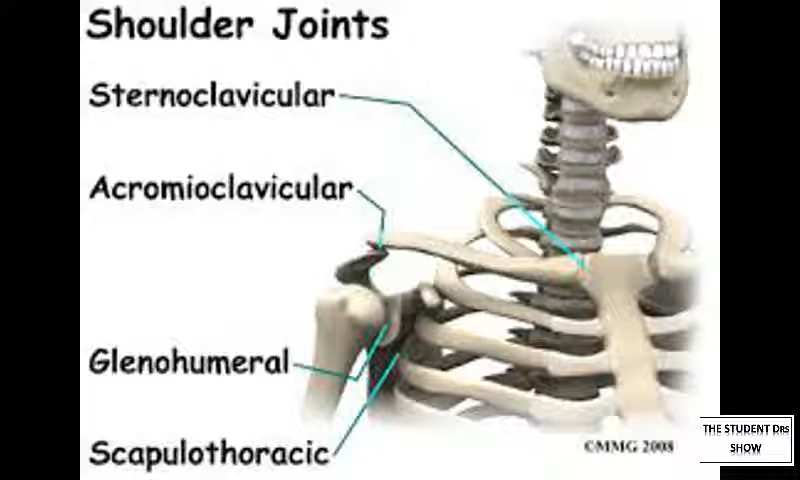 Shoulder Joints
Sternoclavicular
Acromioclavicular
Glenohumeral
Scapulothoracic
©MMG 2008
THE STUDENT DRS
SHOW